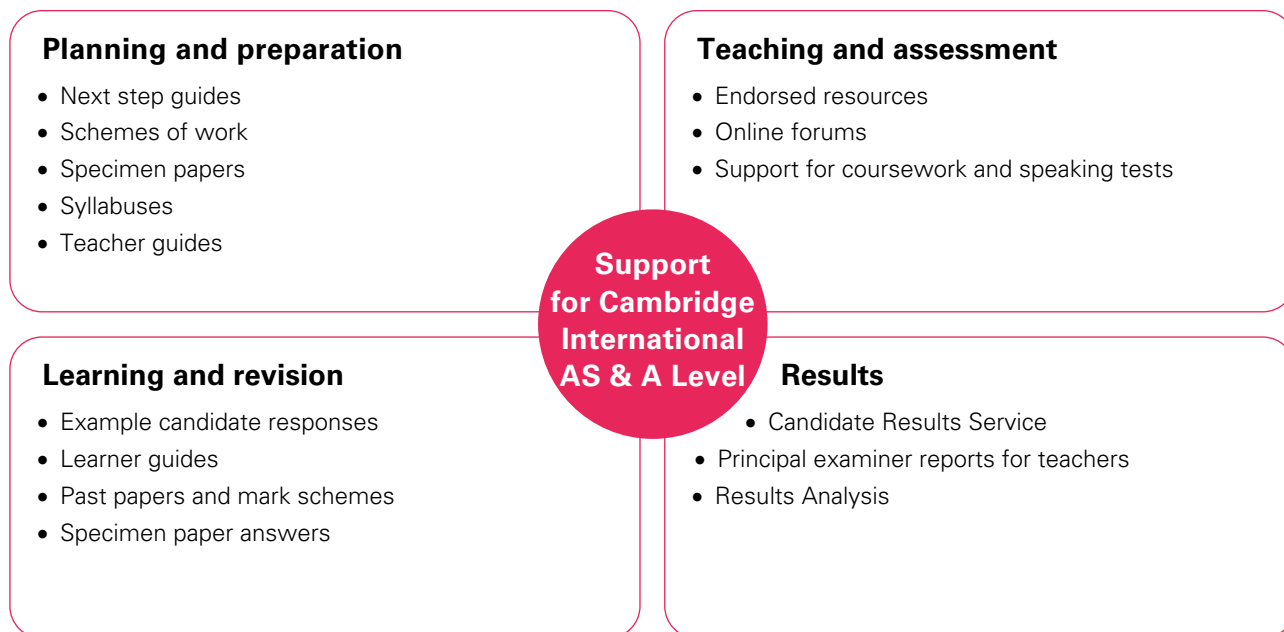 Planning and preparation
• Next step guides
• Schemes of work
• Specimen papers
• Syllabuses
• Teacher guides
Teaching and assessment
• Endorsed resources
• Online forums
• Support for coursework and speaking tests
Support
for Cambridge
International
AS & A Level
Learning and revision
• Example candidate responses
• Learner guides
• Past papers and mark schemes
• Specimen paper answers
Results
• Candidate Results Service
• Principal examiner reports for teachers
• Results Analysis